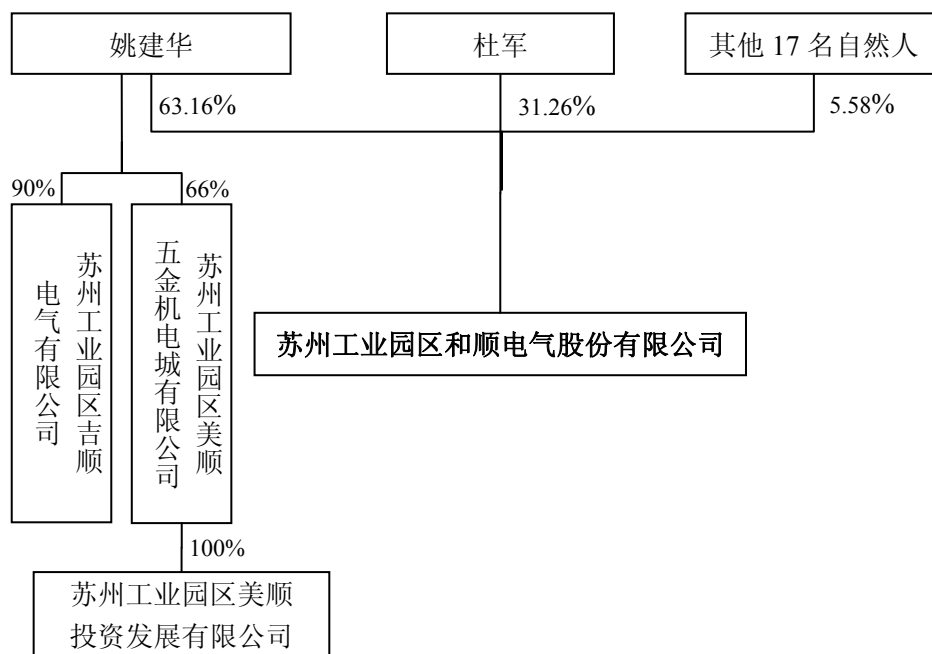 姚建华
杜军
其他 17 名自然人
63.16%
31.26%
5.58%
90%
66%
苏州工业园区吉顺
电气有限公司
苏州工业园区美顺
五金机电城有限公司
苏州工业园区和顺电气股份有限公司
100%
苏州工业园区美顺
投资发展有限公司